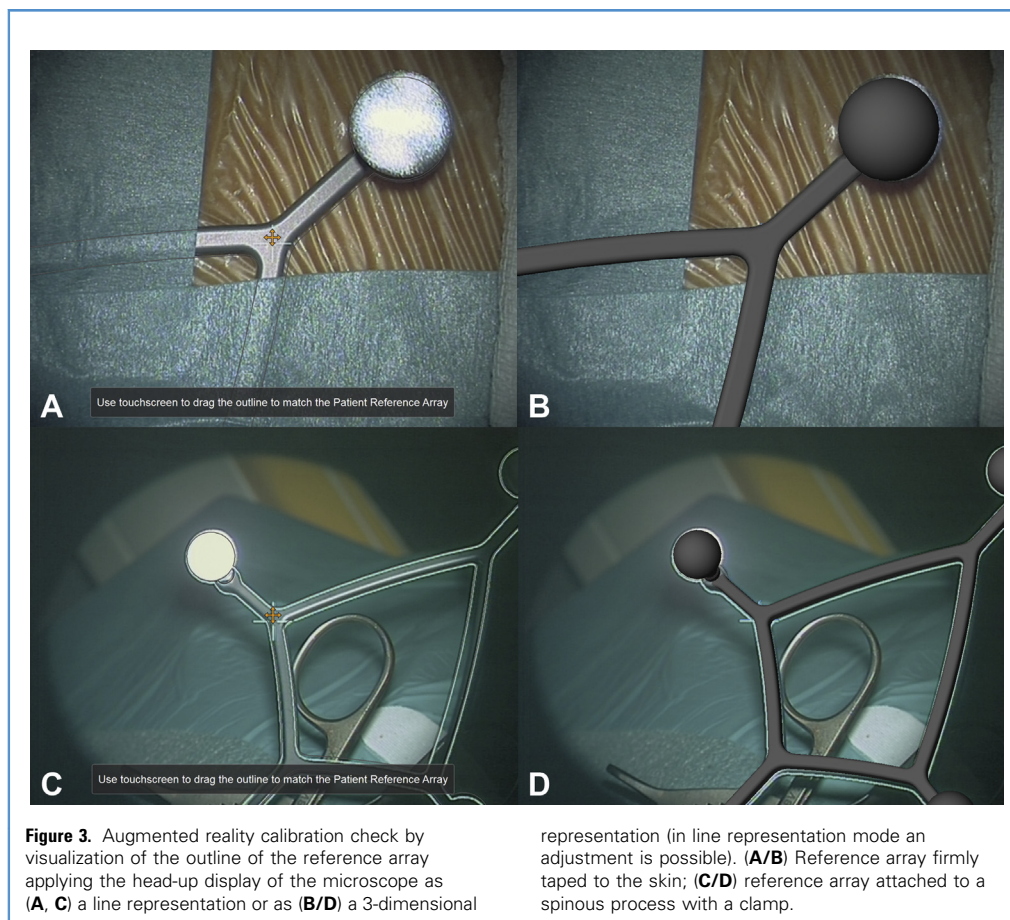 A
Use touchscreen to drag the outline to match the Patient Reference Array
B
C
Use touchscreen to drag the outline to match the Patient Reference Array
D
Figure 3. Augmented reality calibration check by
visualization of the outline of the reference array
applying the head-up display of the microscope as
(A, C) a line representation or as (B/D) a 3-dimensional
representation (in line representation mode an
adjustment is possible). (A/B) Reference array firmly
taped to the skin; (C/D) reference array attached to a
spinous process with a clamp.